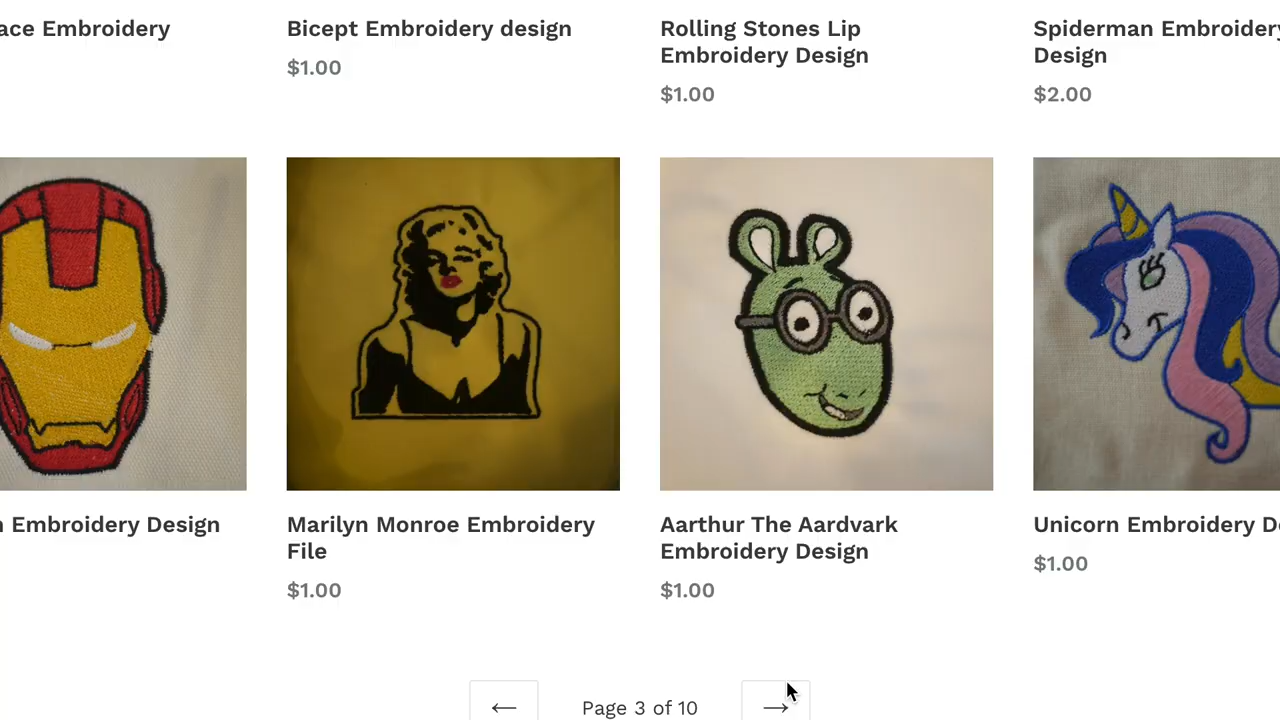 ace Embroidery
Bicept Embroidery design
$1.00
Rolling Stones Lip
Embroidery Design
$1.00
Spiderman Embroidery
Design
$2.00
Embroidery Design
Marilyn Monroe Embroidery
File
$1.00
Aarthur The Aardvark
Embroidery Design
$1.00
Unicorn Embroidery
$1.00
← Page 3 of 10 →